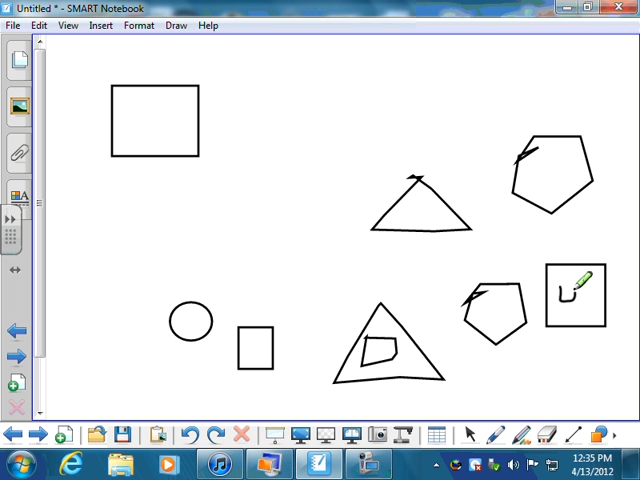 Untitled * - SMART Notebook
File Edit View Insert Format Draw Help
12:35 PM
4/13/2012